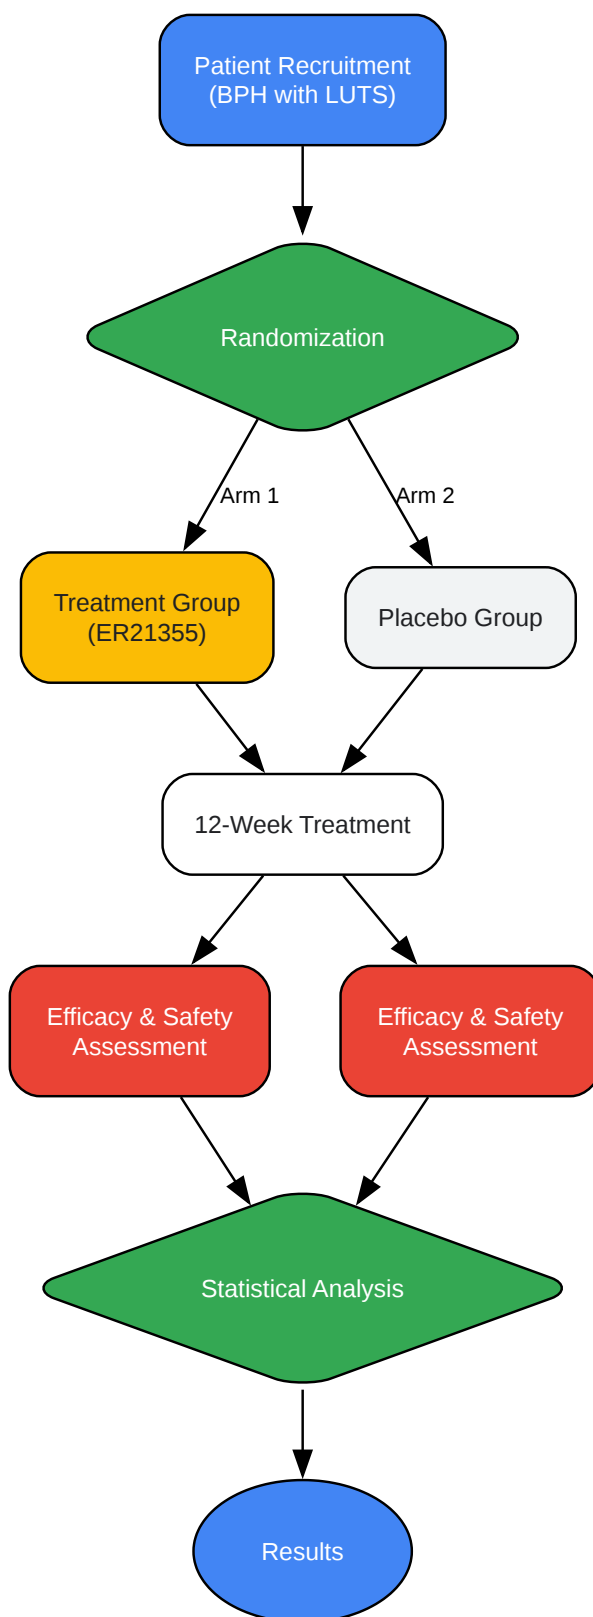 Patient Recruitment
(BPH with LUTS)
Randomization
Arm 1
Arm 2
Treatment Group
(ER21355)
Placebo Group
12-Week Treatment
Efficacy & Safety
Assessment
Efficacy & Safety
Assessment
Statistical Analysis
Results